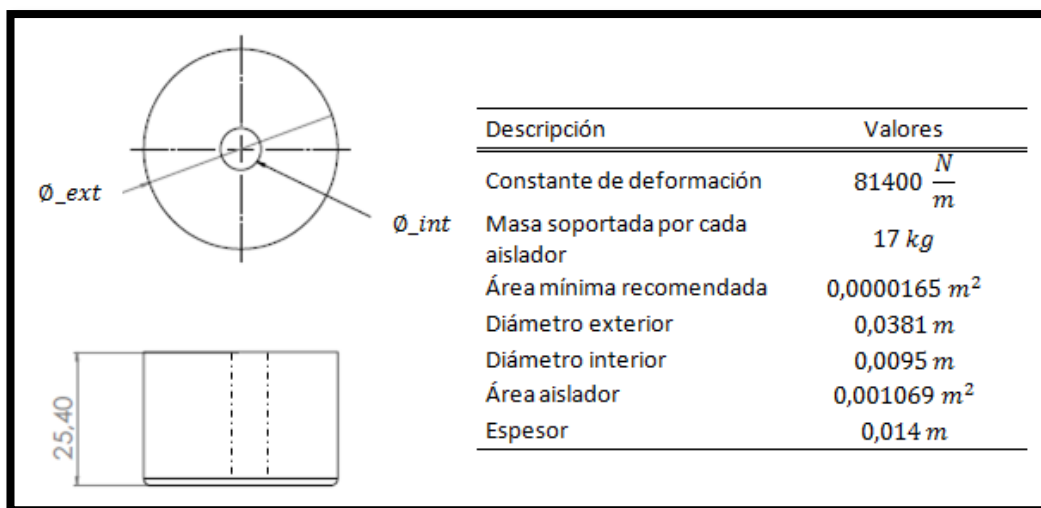 Ø_ext
Ø_int
25,40
Descripción Valores
Constante de deformación 81400 N/m
Masa soportada por cada
aislador 17 kg
Área mínima recomendada 0,0000165 m²
Diámetro exterior 0,0381 m
Diámetro interior 0,0095 m
Área aislador 0,001069 m²
Espesor 0,014 m